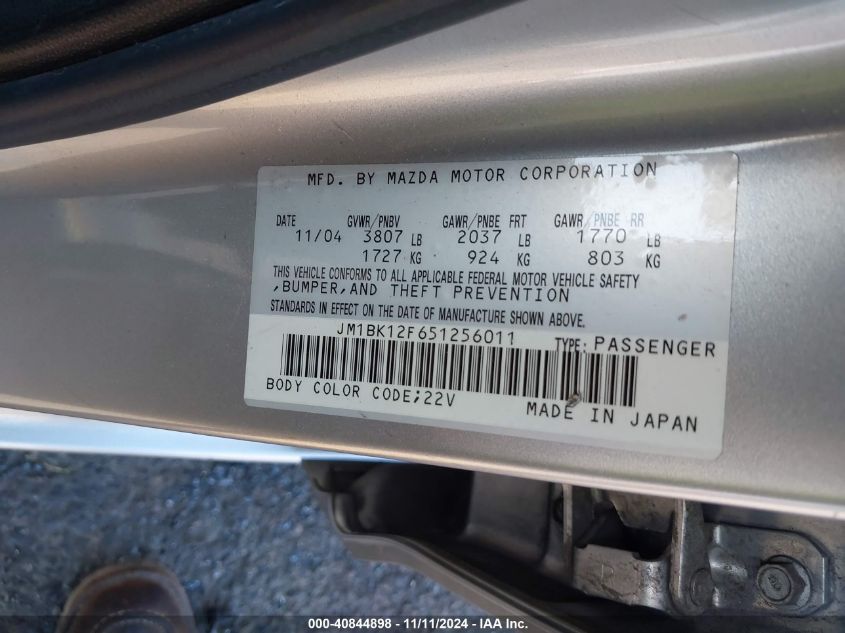 MFD. BY MAZDA MOTOR CORPORATION
DATE GVWR/PNBV GAWR/PNBE FRT GAWR/PNBE RR
11/04 3807 LB 2037 LB 1770 LB
1727 KG 924 KG 803 KG
THIS VEHICLE CONFORMS TO ALL APPLICABLE FEDERAL MOTOR VEHICLE SAFETY
,BUMPER,AND THEFT PREVENTION
STANDARDS IN EFFECT ON THE DATE OF MANUFACTURE SHOWN ABOVE.
JM1BK12F651256011 TYPE: PASSENGER
BODY COLOR CODE;22V MADE IN JAPAN
000-40844898 - 11/11/2024 - IAA Inc.